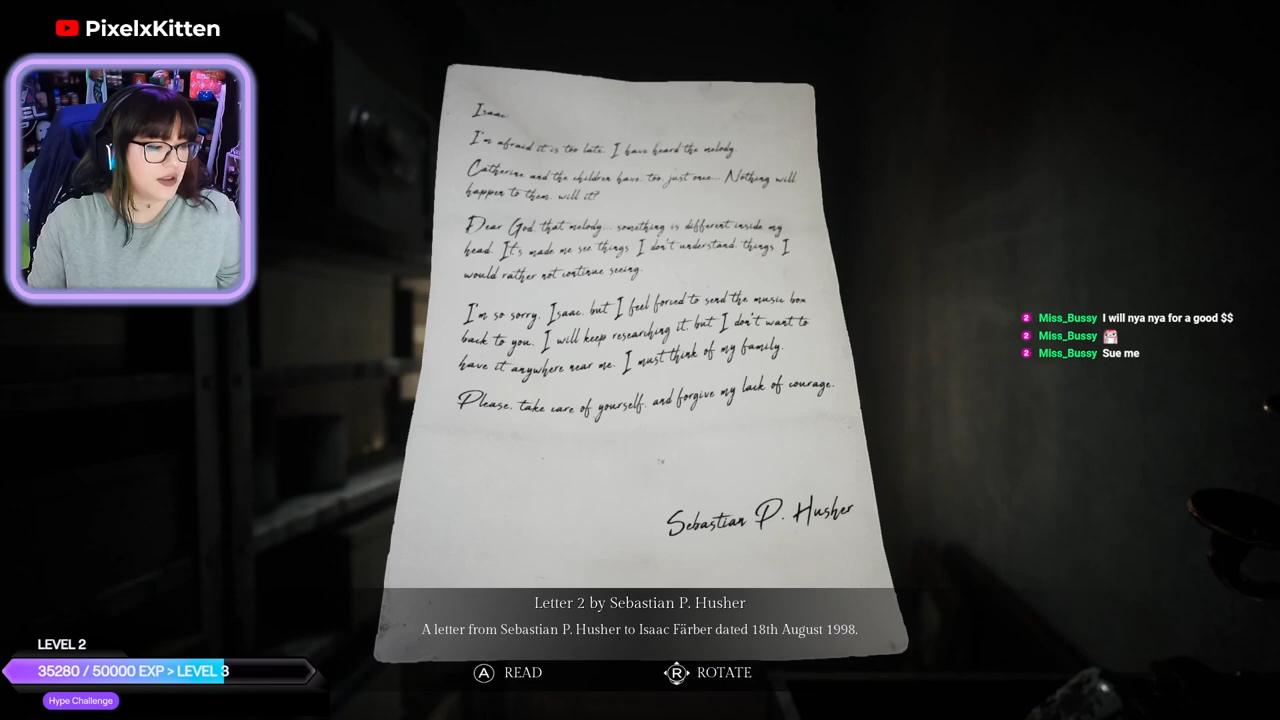 PixelxKitten
Isaac
I'm afraid it is too late. I have heard the melody.
Catherine and the children have, too, just once... Nothing will
happen to them, will it?
Dear God, that melody... something is different inside my
head. It's made me see things I don't understand, things I
would rather not continue seeing.
I'm so sorry, Isaac, but I feel forced to send the music box
back to you. I will keep researching it, but I don't want to
have it anywhere near me. I must think of my family.
Please, take care of yourself, and forgive my lack of courage.
Sebastian P. Husher
Letter 2 by Sebastian P. Husher
A letter from Sebastian P. Husher to Isaac Färber dated 18th August 1998.
A READ
R ROTATE
2 Miss_Bussy I will nya nya for a good $$
2 Miss_Bussy
2 Miss_Bussy Sue me
LEVEL 2
35280 / 50000 EXP > LEVEL 3
Hype Challenge